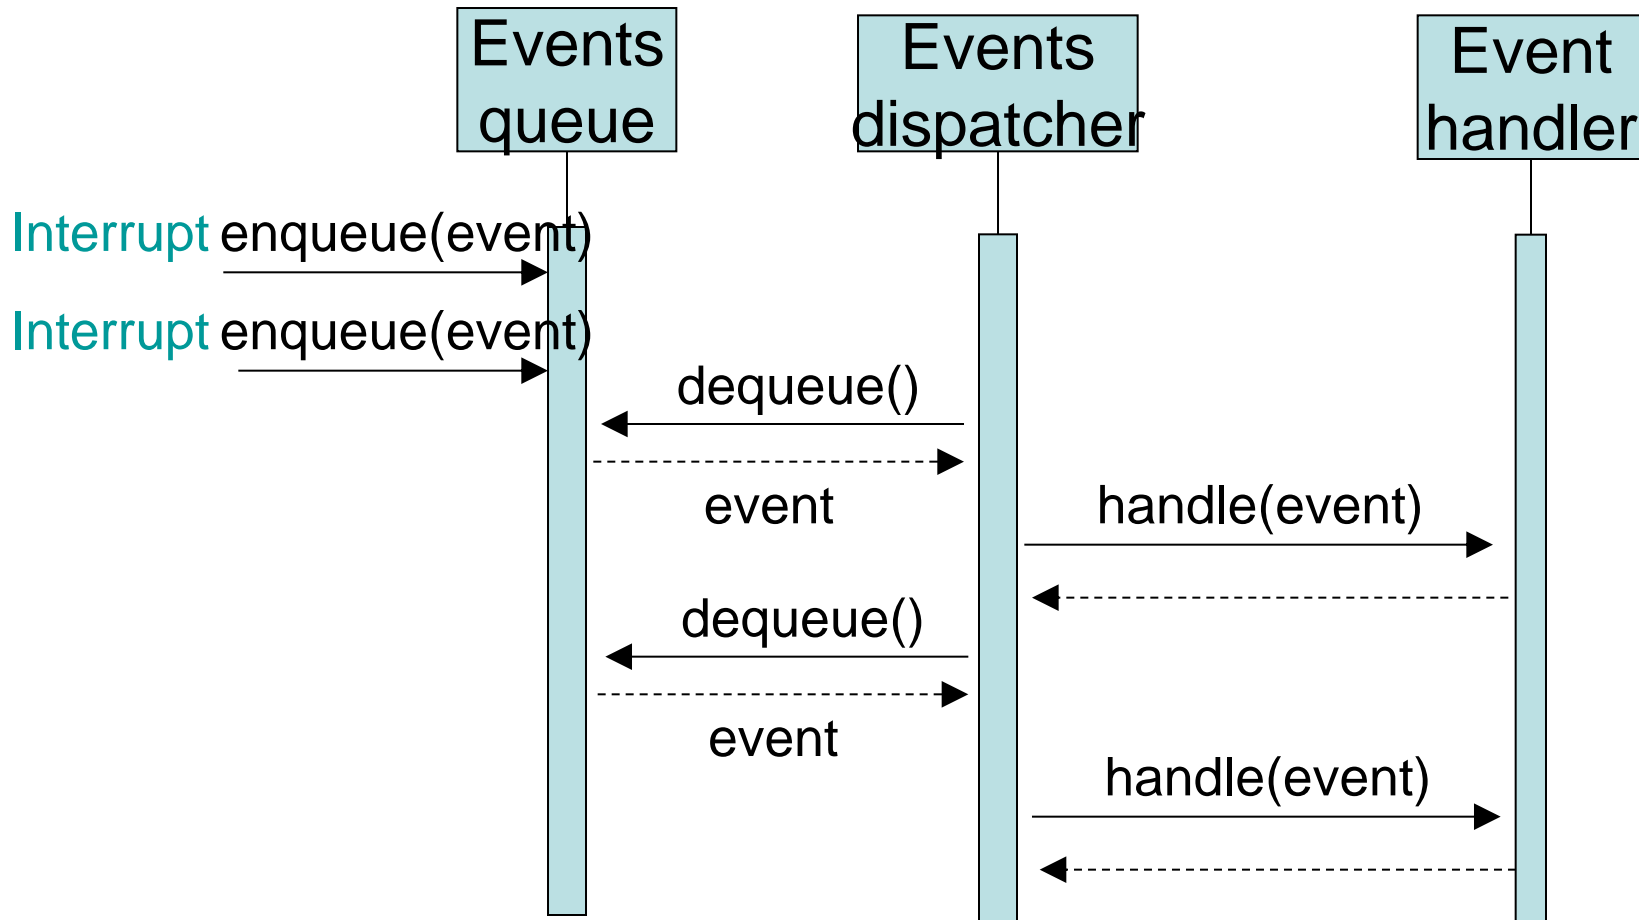 Events
queue
Events
dispatcher
Event
handler
Interrupt enqueue(event)
Interrupt enqueue(event)
dequeue()
event
handle(event)
dequeue()
event
handle(event)